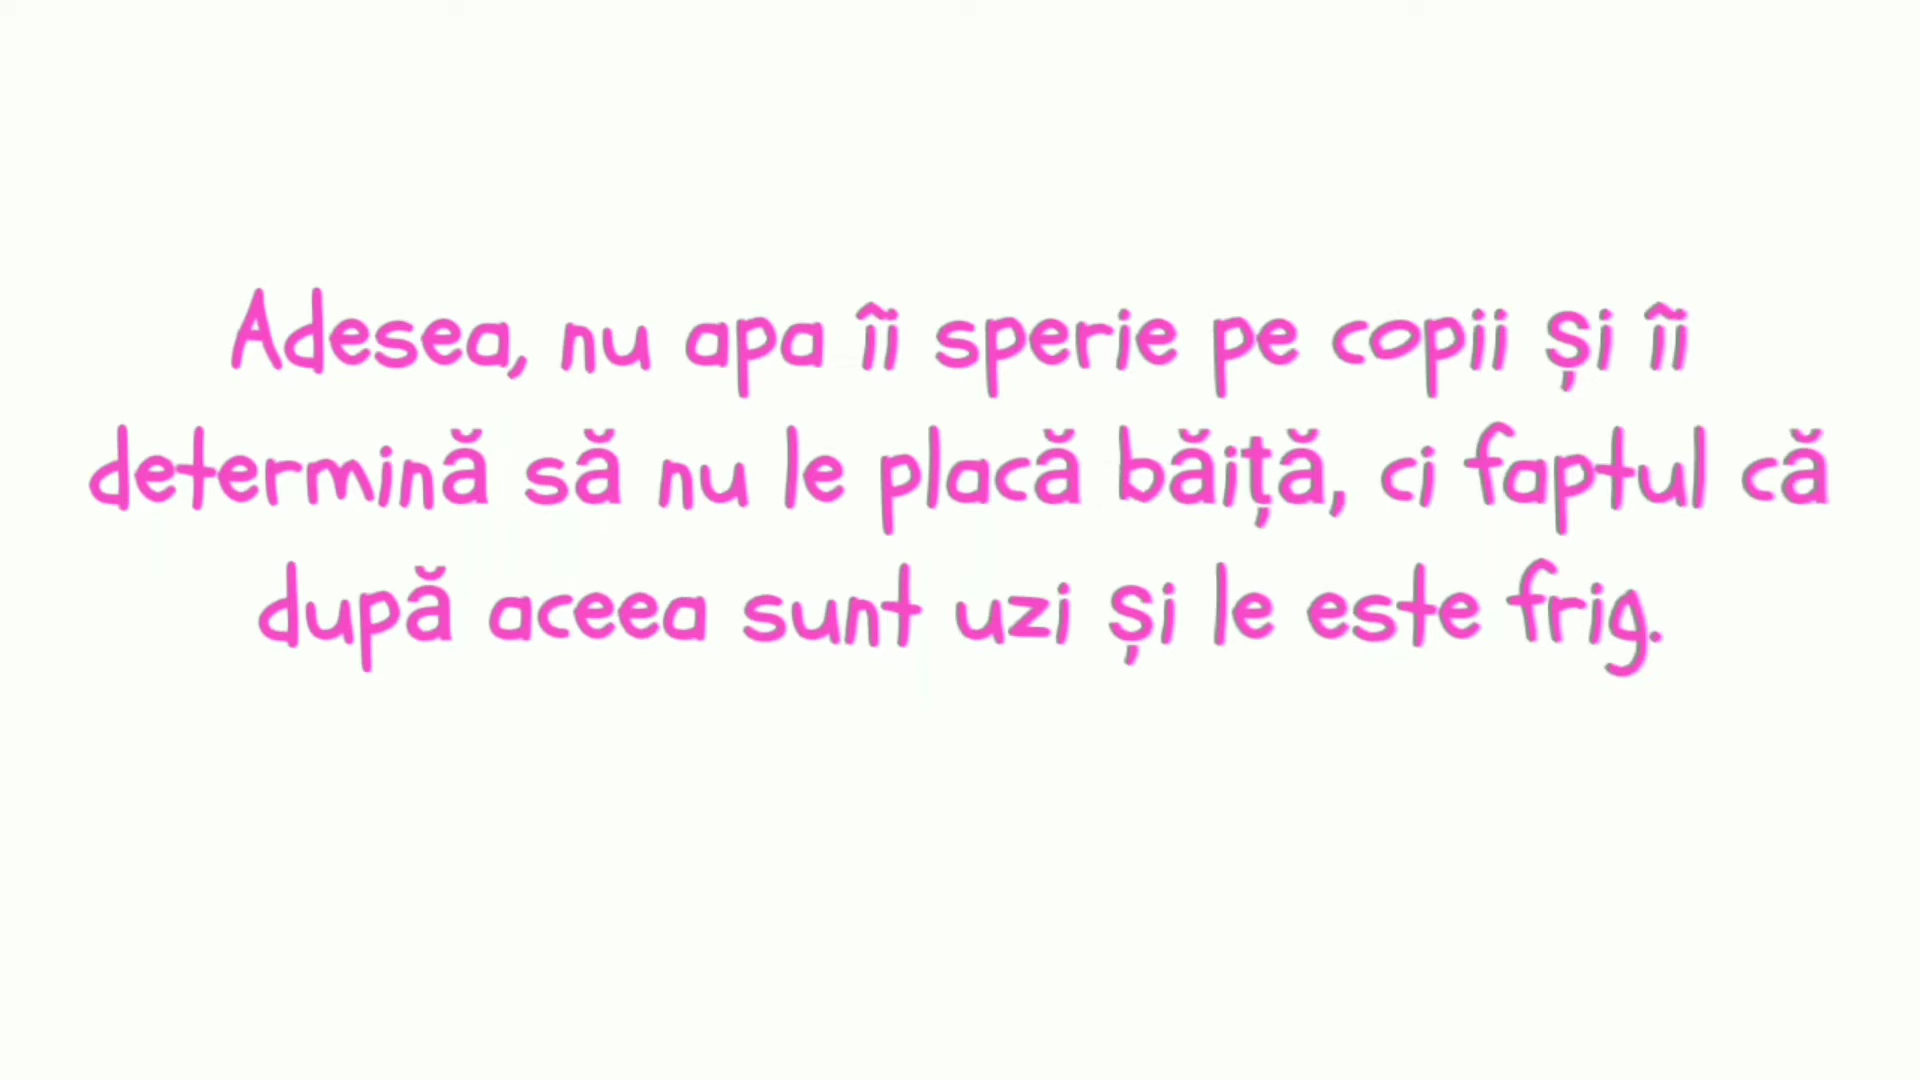 Adesea, nu apa îi sperie pe copii și îi
determină să nu le placă băiță, ci faptul că
după aceea sunt uzi și le este frig.